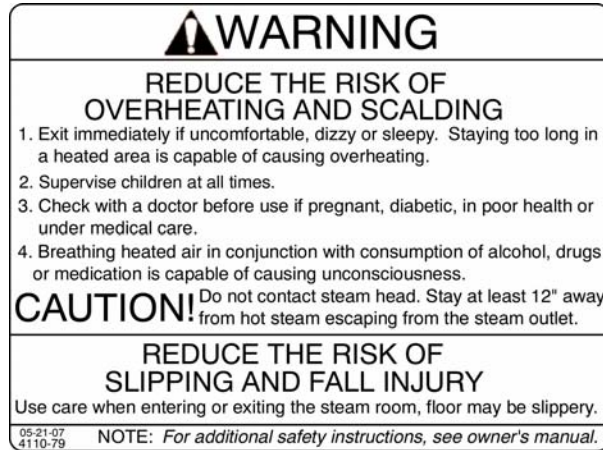 WARNING
REDUCE THE RISK OF
OVERHEATING AND SCALDING
1. Exit immediately if uncomfortable, dizzy or sleepy. Staying too long in
a heated area is capable of causing overheating.
2. Supervise children at all times.
3. Check with a doctor before use if pregnant, diabetic, in poor health or
under medical care.
4. Breathing heated air in conjunction with consumption of alcohol, drugs
or medication is capable of causing unconsciousness.
CAUTION! Do not contact steam head. Stay at least 12" away
from hot steam escaping from the steam outlet.
REDUCE THE RISK OF
SLIPPING AND FALL INJURY
Use care when entering or exiting the steam room, floor may be slippery.
05-21-07
4110-79
NOTE: For additional safety instructions, see owner's manual.